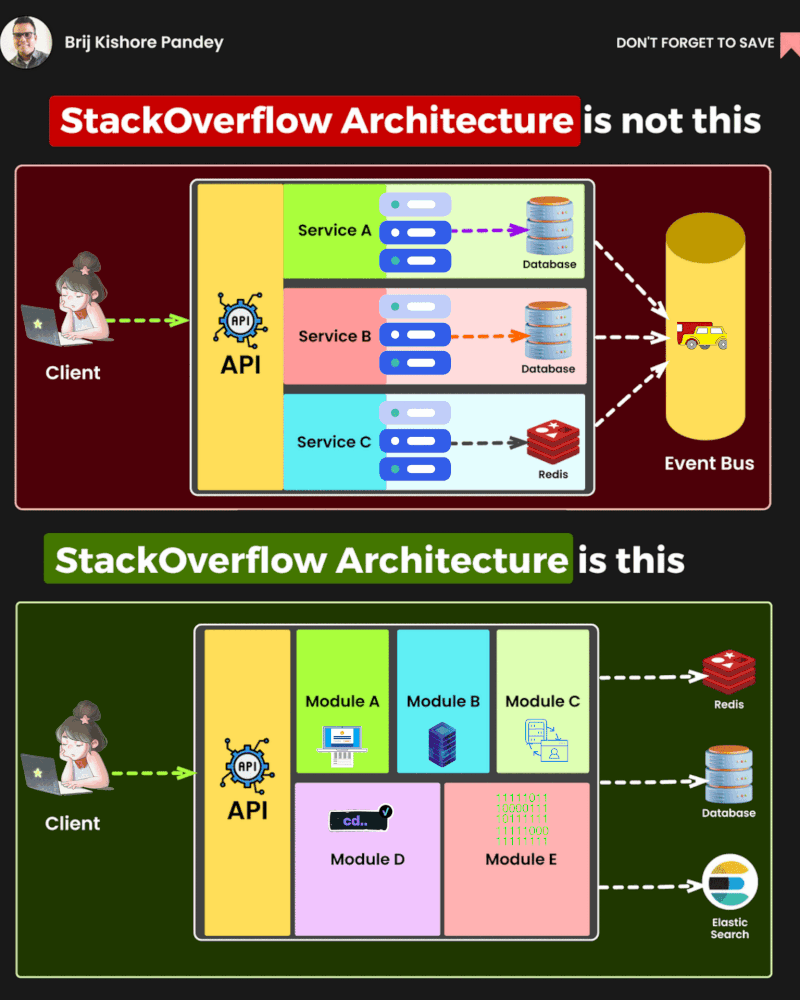 Brij Kishore Pandey
DON'T FORGET TO SAVE
StackOverflow Architecture is not this
Service A
Database
API
Service B
API
Database
Client
Service C
Redis
Event Bus
StackOverflow Architecture is this
Module A
Module B
Module C
Redis
API
API
cd..
11111011
Database
Client
Module D
Module E
Elastic
Search